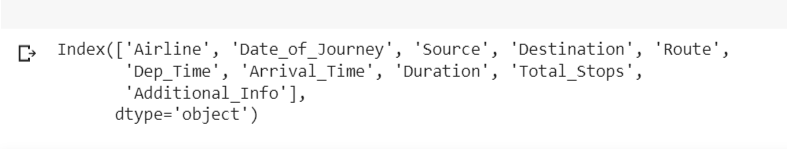 Index(['Airline', 'Date_of_Journey', 'Source', 'Destination', 'Route',
'Dep_Time', 'Arrival_Time', 'Duration', 'Total_Stops',
'Additional_Info'],
dtype='object')